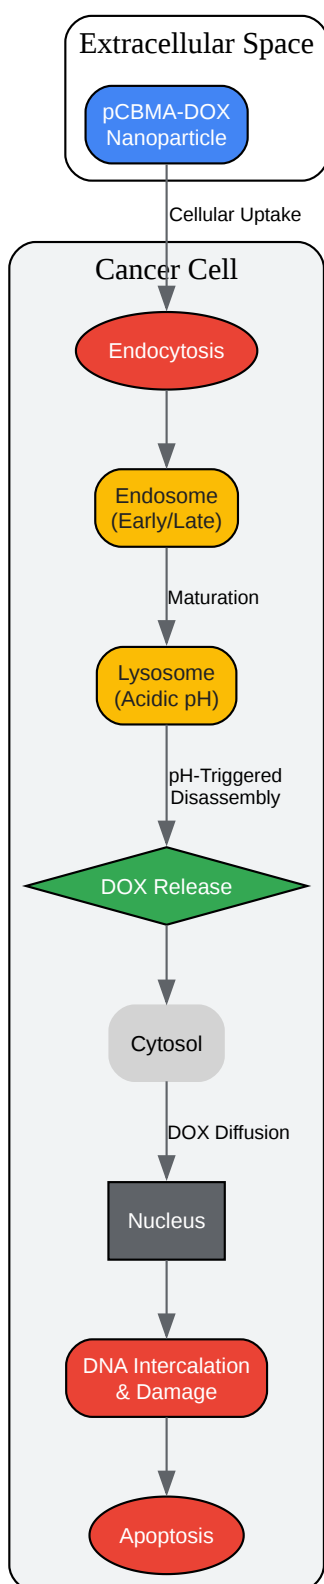 Extracellular Space
pCBMA-DOX
Nanoparticle
Cellular Uptake
Cancer Cell
Endocytosis
Endosome
(Early/Late)
Maturation
Lysosome
(Acidic pH)
pH-Triggered
Disassembly
DOX Release
Cytosol
DOX Diffusion
Nucleus
DNA Intercalation
& Damage
Apoptosis